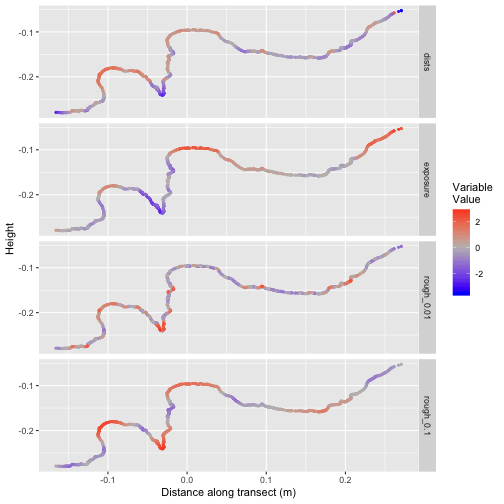 -0.1
-0.2
dists
-0.1
-0.2
exposure
-0.1
-0.2
rough_0.01
-0.1
-0.2
rough_0.1
-0.1
0.0
0.1
0.2
Distance along transect (m)
Height
Variable
Value
2
0
-2